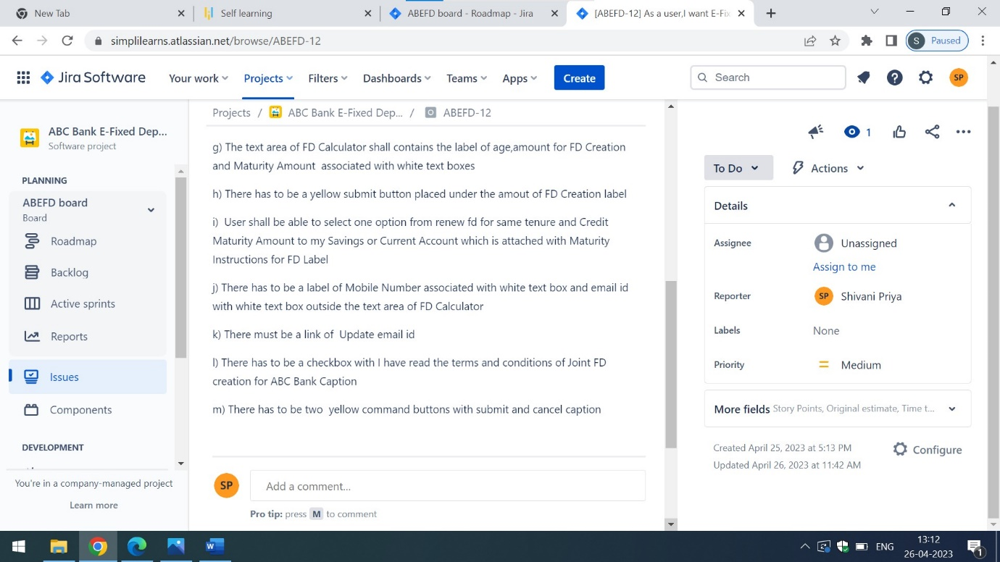 New Tab
Self learning
ABEFD board - Roadmap - Jira
[ABEFD-12] As a user,I want E-Fix
simplilearns.atlassian.net/browse/ABEFD-12
S Paused
Jira Software
Your work
Projects
Filters
Dashboards
Teams
Apps
Create
Search
SP
ABC Bank E-Fixed Dep...
Software project
PLANNING
ABEFD board
Board
Roadmap
Backlog
Active sprints
Reports
Issues
Components
DEVELOPMENT
You're in a company-managed project
Learn more
Projects / ABC Bank E-Fixed Dep... / ABEFD-12
g) The text area of FD Calculator shall contains the label of age,amount for FD Creation
and Maturity Amount associated with white text boxes
h) There has to be a yellow submit button placed under the amout of FD Creation label
i) User shall be able to select one option from renew fd for same tenure and Credit
Maturity Amount to my Savings or Current Account which is attached with Maturity
Instructions for FD Label
j) There has to be a label of Mobile Number associated with white text box and email id
with white text box outside the text area of FD Calculator
k) There must be a link of Update email id
l) There has to be a checkbox with I have read the terms and conditions of Joint FD
creation for ABC Bank Caption
m) There has to be two yellow command buttons with submit and cancel caption
SP
Add a comment...
Pro tip: press M to comment
1
To Do
Actions
Details
Assignee
Unassigned
Assign to me
Reporter
SP Shivani Priya
Labels
None
Priority
Medium
More fields Story Points, Original estimate, Time t...
Created April 25, 2023 at 5:13 PM
Updated April 26, 2023 at 11:42 AM
Configure
W
ENG
13:12
26-04-2023
1